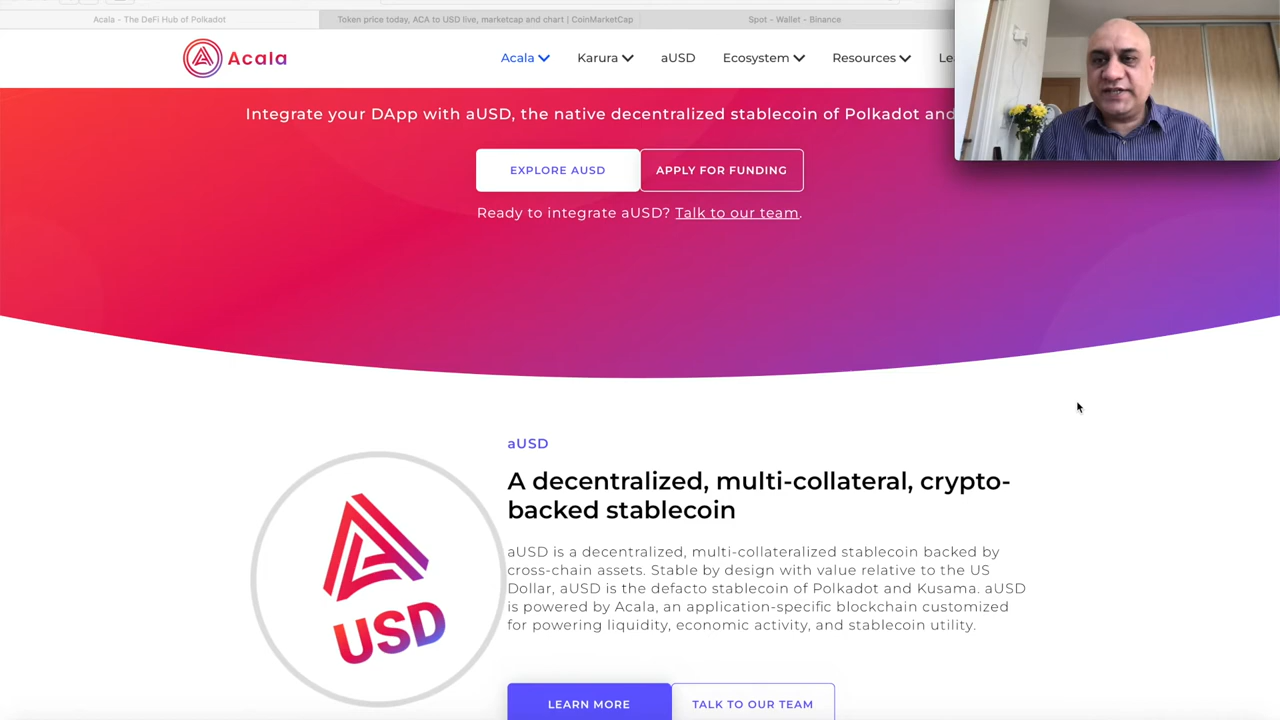 Acala - The DeFi Hub of Polkadot
Token price today, ACA to USD live, marketcap and chart | CoinMarketCap
Spot - Wallet - Binance
Acala
Acala Karura aUSD Ecosystem Resources
Integrate your DApp with aUSD, the native decentralized stablecoin of Polkadot and
EXPLORE AUSD
APPLY FOR FUNDING
Ready to integrate aUSD? Talk to our team.
aUSD
A decentralized, multi-collateral, crypto-
backed stablecoin
aUSD is a decentralized, multi-collateralized stablecoin backed by
cross-chain assets. Stable by design with value relative to the US
Dollar, aUSD is the defacto stablecoin of Polkadot and Kusama. aUSD
is powered by Acala, an application-specific blockchain customized
for powering liquidity, economic activity, and stablecoin utility.
USD
LEARN MORE
TALK TO OUR TEAM